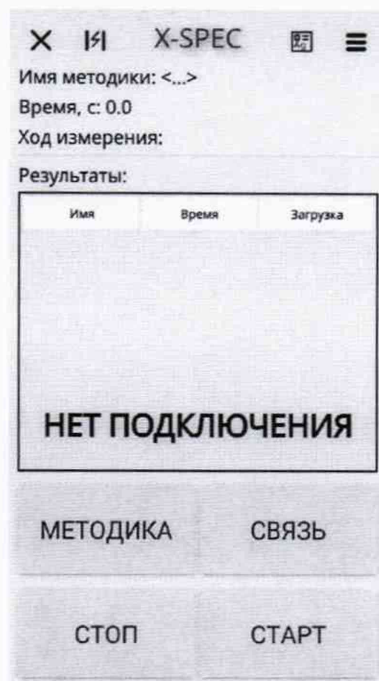 X-SPEC
Имя методики: <...>
Время, с: 0.0
Ход измерения:
Результаты:
Имя Время Загрузка
НЕТ ПОДКЛЮЧЕНИЯ
МЕТОДИКА СВЯЗЬ
СТОП СТАРТ